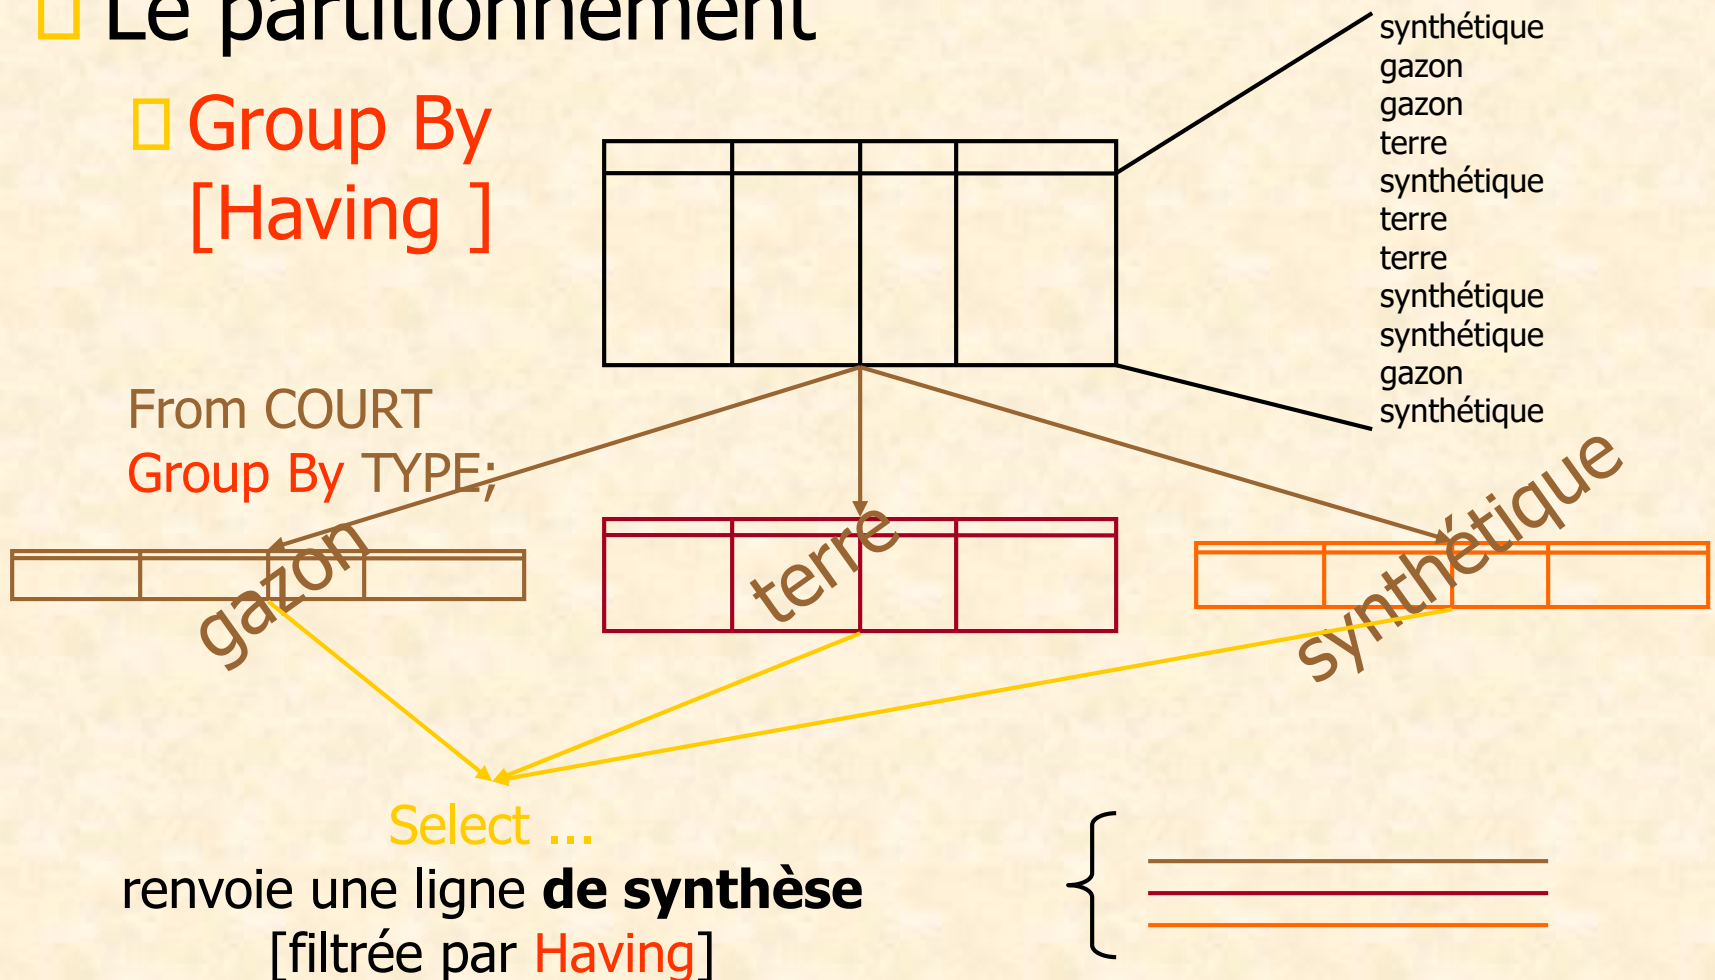 Le partitionnement
Group By
[Having ]
synthétique
gazon
gazon
terre
synthétique
terre
terre
synthétique
synthétique
gazon
synthétique
From COURT
Group By TYPE;
gazon
terre
synthétique
Select ...
renvoie une ligne de synthèse
[filtrée par Having]